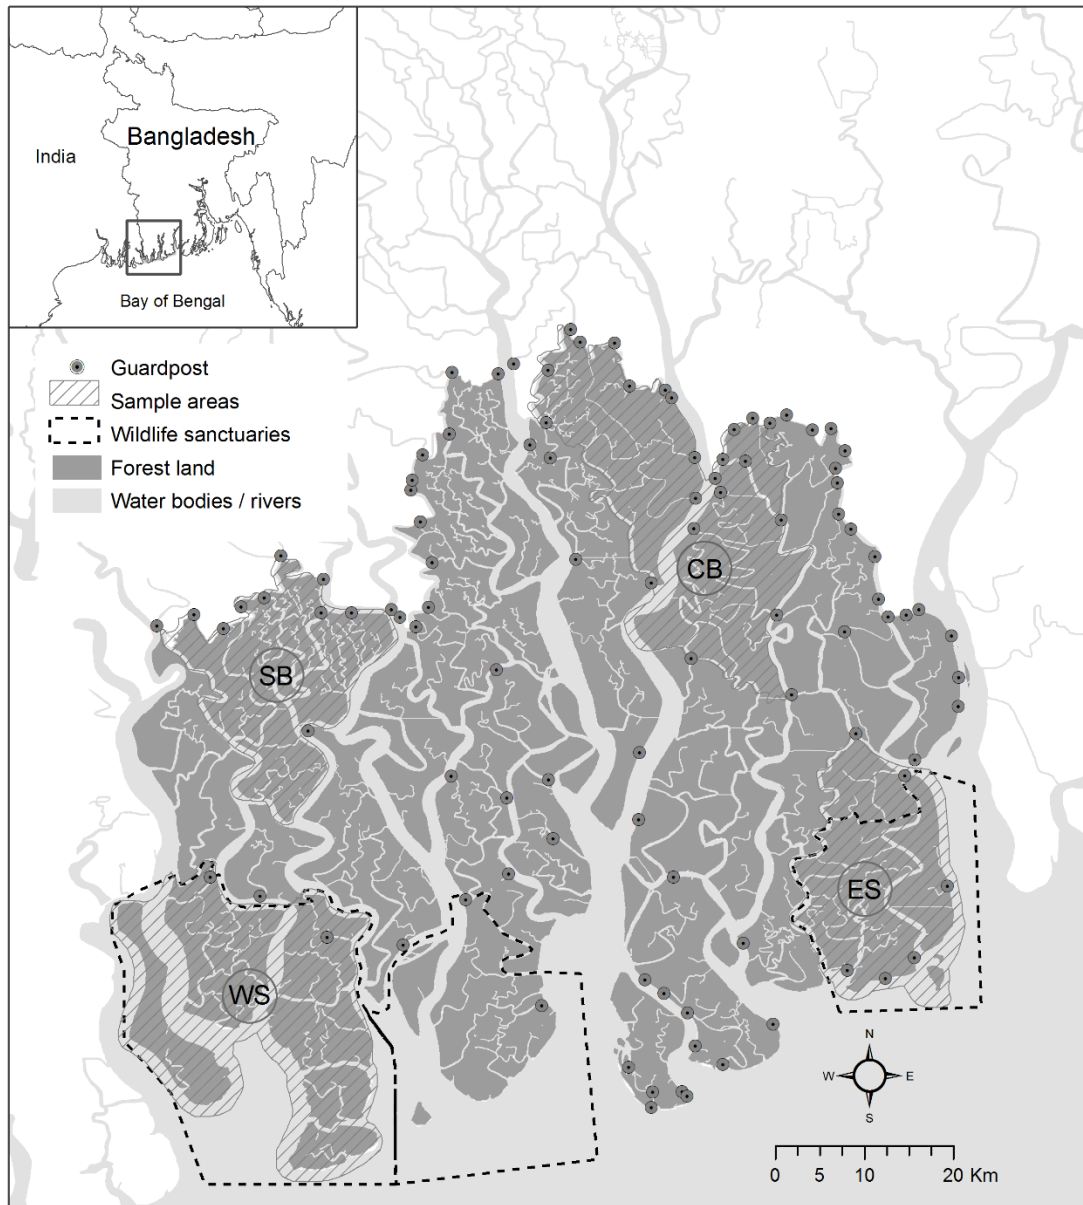 Bangladesh
India
Bay of Bengal
Guardpost
Sample areas
Wildlife sanctuaries
Forest land
Water bodies / rivers
CB
SB
ES
WS
N
W E
S
0 5 10 20 Km